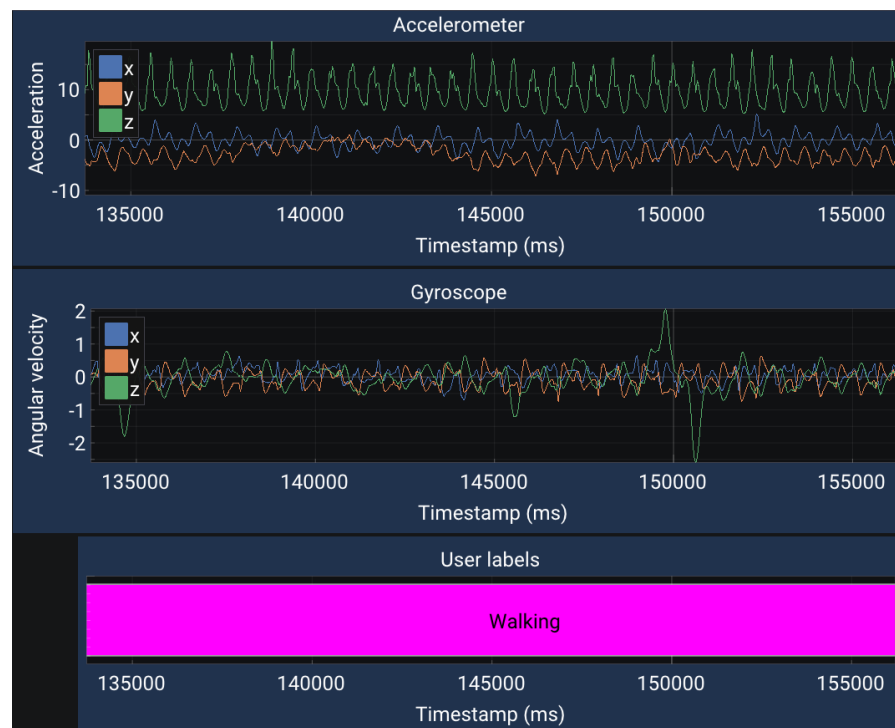 Accelerometer
Acceleration
x
y
z
10
0
-10
135000 140000 145000 150000 155000
Timestamp (ms)
Gyroscope
Angular velocity
x
y
z
2
1
0
-1
-2
135000 140000 145000 150000 155000
Timestamp (ms)
User labels
Walking
135000 140000 145000 150000 155000
Timestamp (ms)